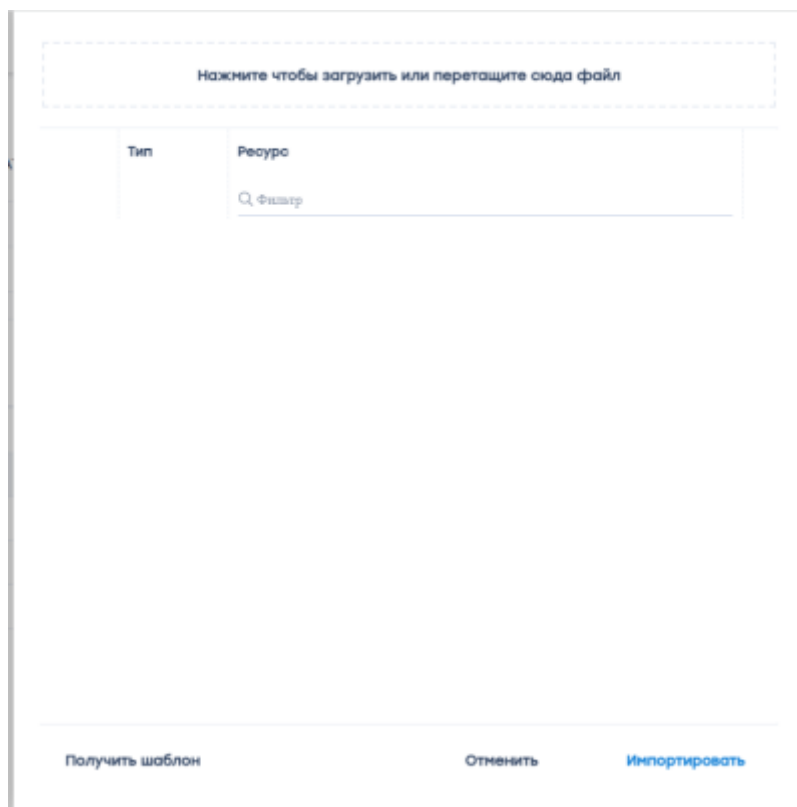 Нажмите чтобы загрузить или перетащите сюда файл
Тип Ресурс
Фильтр
Получить шаблон Отменить Импортировать